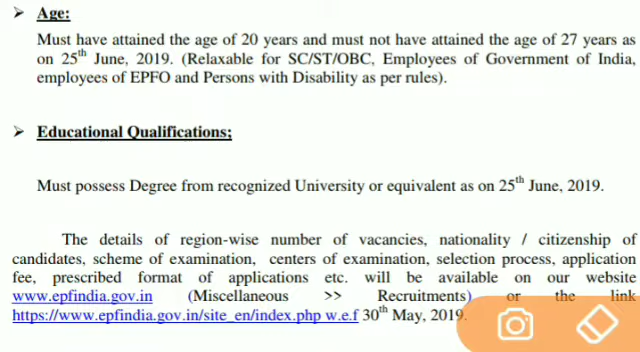 ➢ Age:
Must have attained the age of 20 years and must not have attained the age of 27 years as
on 25th June, 2019. (Relaxable for SC/ST/OBC, Employees of Government of India,
employees of EPFO and Persons with Disability as per rules).
➢ Educational Qualifications;
Must possess Degree from recognized University or equivalent as on 25th June, 2019.
The details of region-wise number of vacancies, nationality / citizenship of
candidates, scheme of examination, centers of examination, selection process, application
fee, prescribed format of applications etc. will be available on our website
www.epfindia.gov.in (Miscellaneous >> Recruitments) or the link
https://www.epfindia.gov.in/site_en/index.php w.e.f 30th May, 2019.